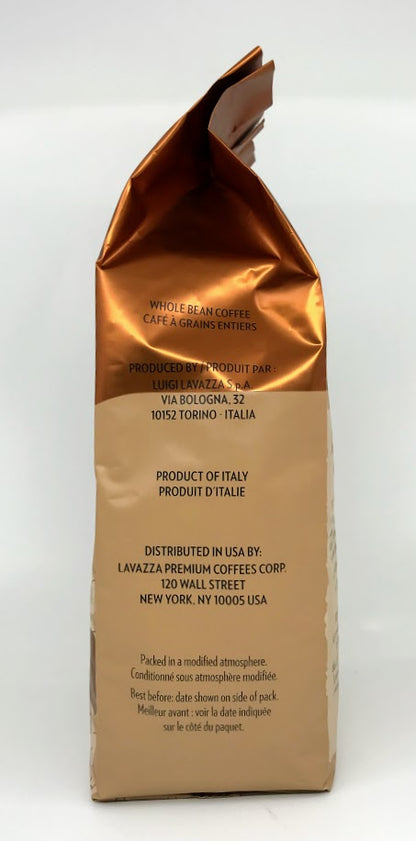 WHOLE BEAN COFFEE
CAFÉ À GRAINS ENTIERS
PRODUCED BY / PRODUIT PAR :
LUIGI LAVAZZA S.p.A.
VIA BOLOGNA, 32
10152 TORINO - ITALIA
PRODUCT OF ITALY
PRODUIT D'ITALIE
DISTRIBUTED IN USA BY:
LAVAZZA PREMIUM COFFEES CORP.
120 WALL STREET
NEW YORK, NY 10005 USA
Packed in a modified atmosphere.
Conditionné sous atmosphère modifiée.
Best before: date shown on side of pack.
Meilleur avant : voir la date indiquée
sur le côté du paquet.